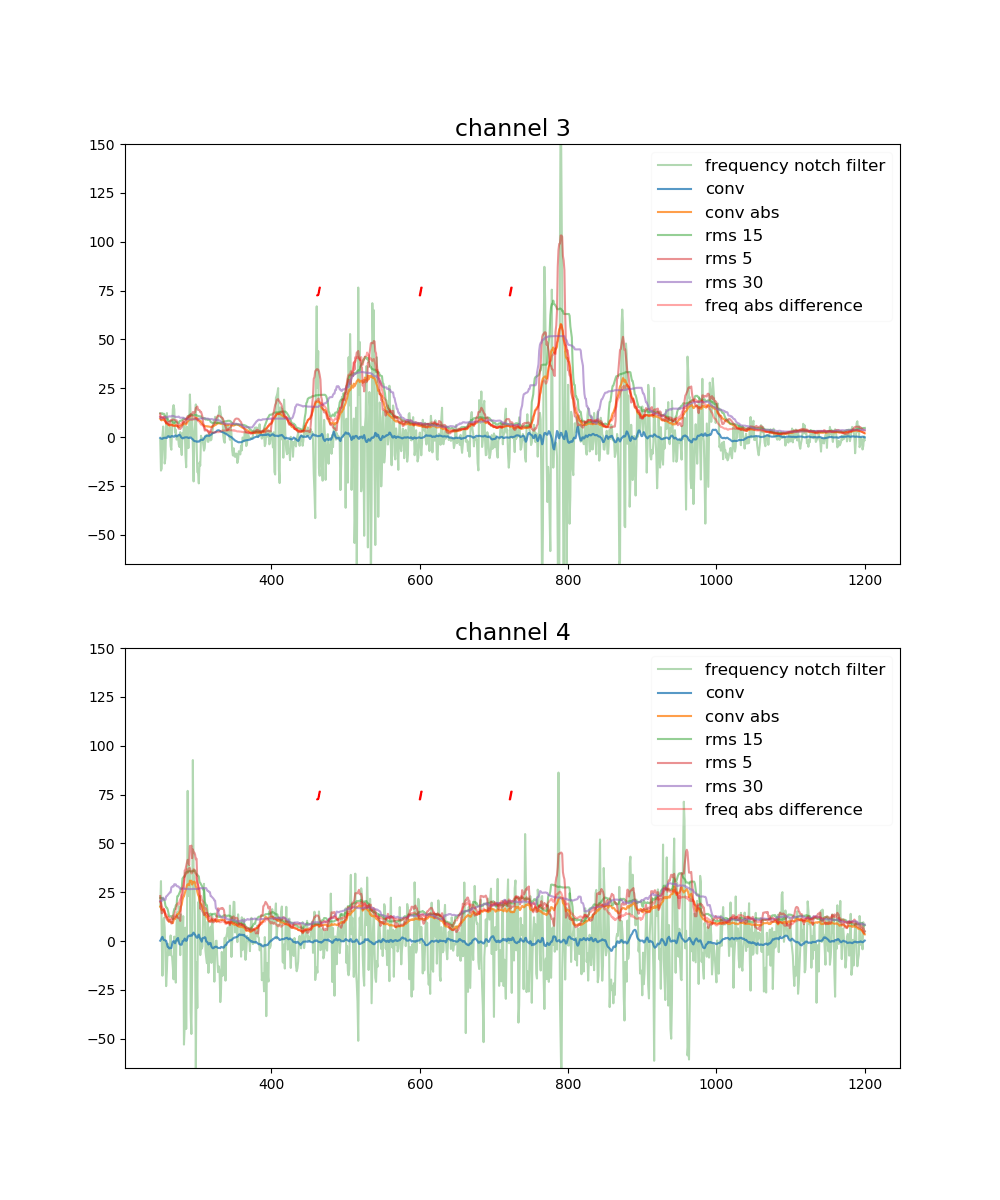 channel 3
150
125
100
75
50
25
0
−25
−50
400 600 800 1000 1200
frequency notch filter
conv
conv abs
rms 15
rms 5
rms 30
freq abs difference
channel 4
150
125
100
75
50
25
0
−25
−50
400 600 800 1000 1200
frequency notch filter
conv
conv abs
rms 15
rms 5
rms 30
freq abs difference